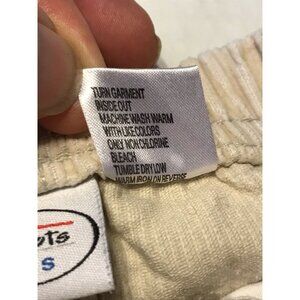 TURN GARMENT
INSIDE OUT
MACHINE WASH WARM
WITH LIKE COLORS
ONLY NON CHLORINE
BLEACH
TUMBLE DRY LOW
WARM IRON ON REVERSE
ots
S